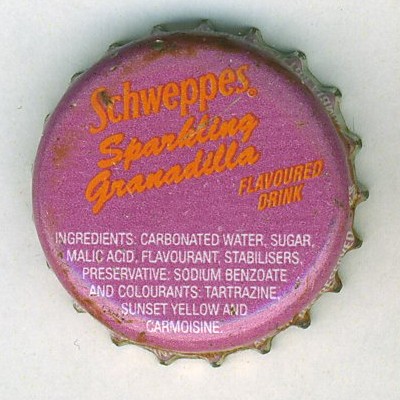 Schweppes®
Sparkling
Granadilla
FLAVOURED
DRINK
INGREDIENTS: CARBONATED WATER, SUGAR,
MALIC ACID, FLAVOURANT, STABILISERS,
PRESERVATIVE: SODIUM BENZOATE
AND COLOURANTS: TARTRAZINE,
SUNSET YELLOW AND
CARMOISINE.